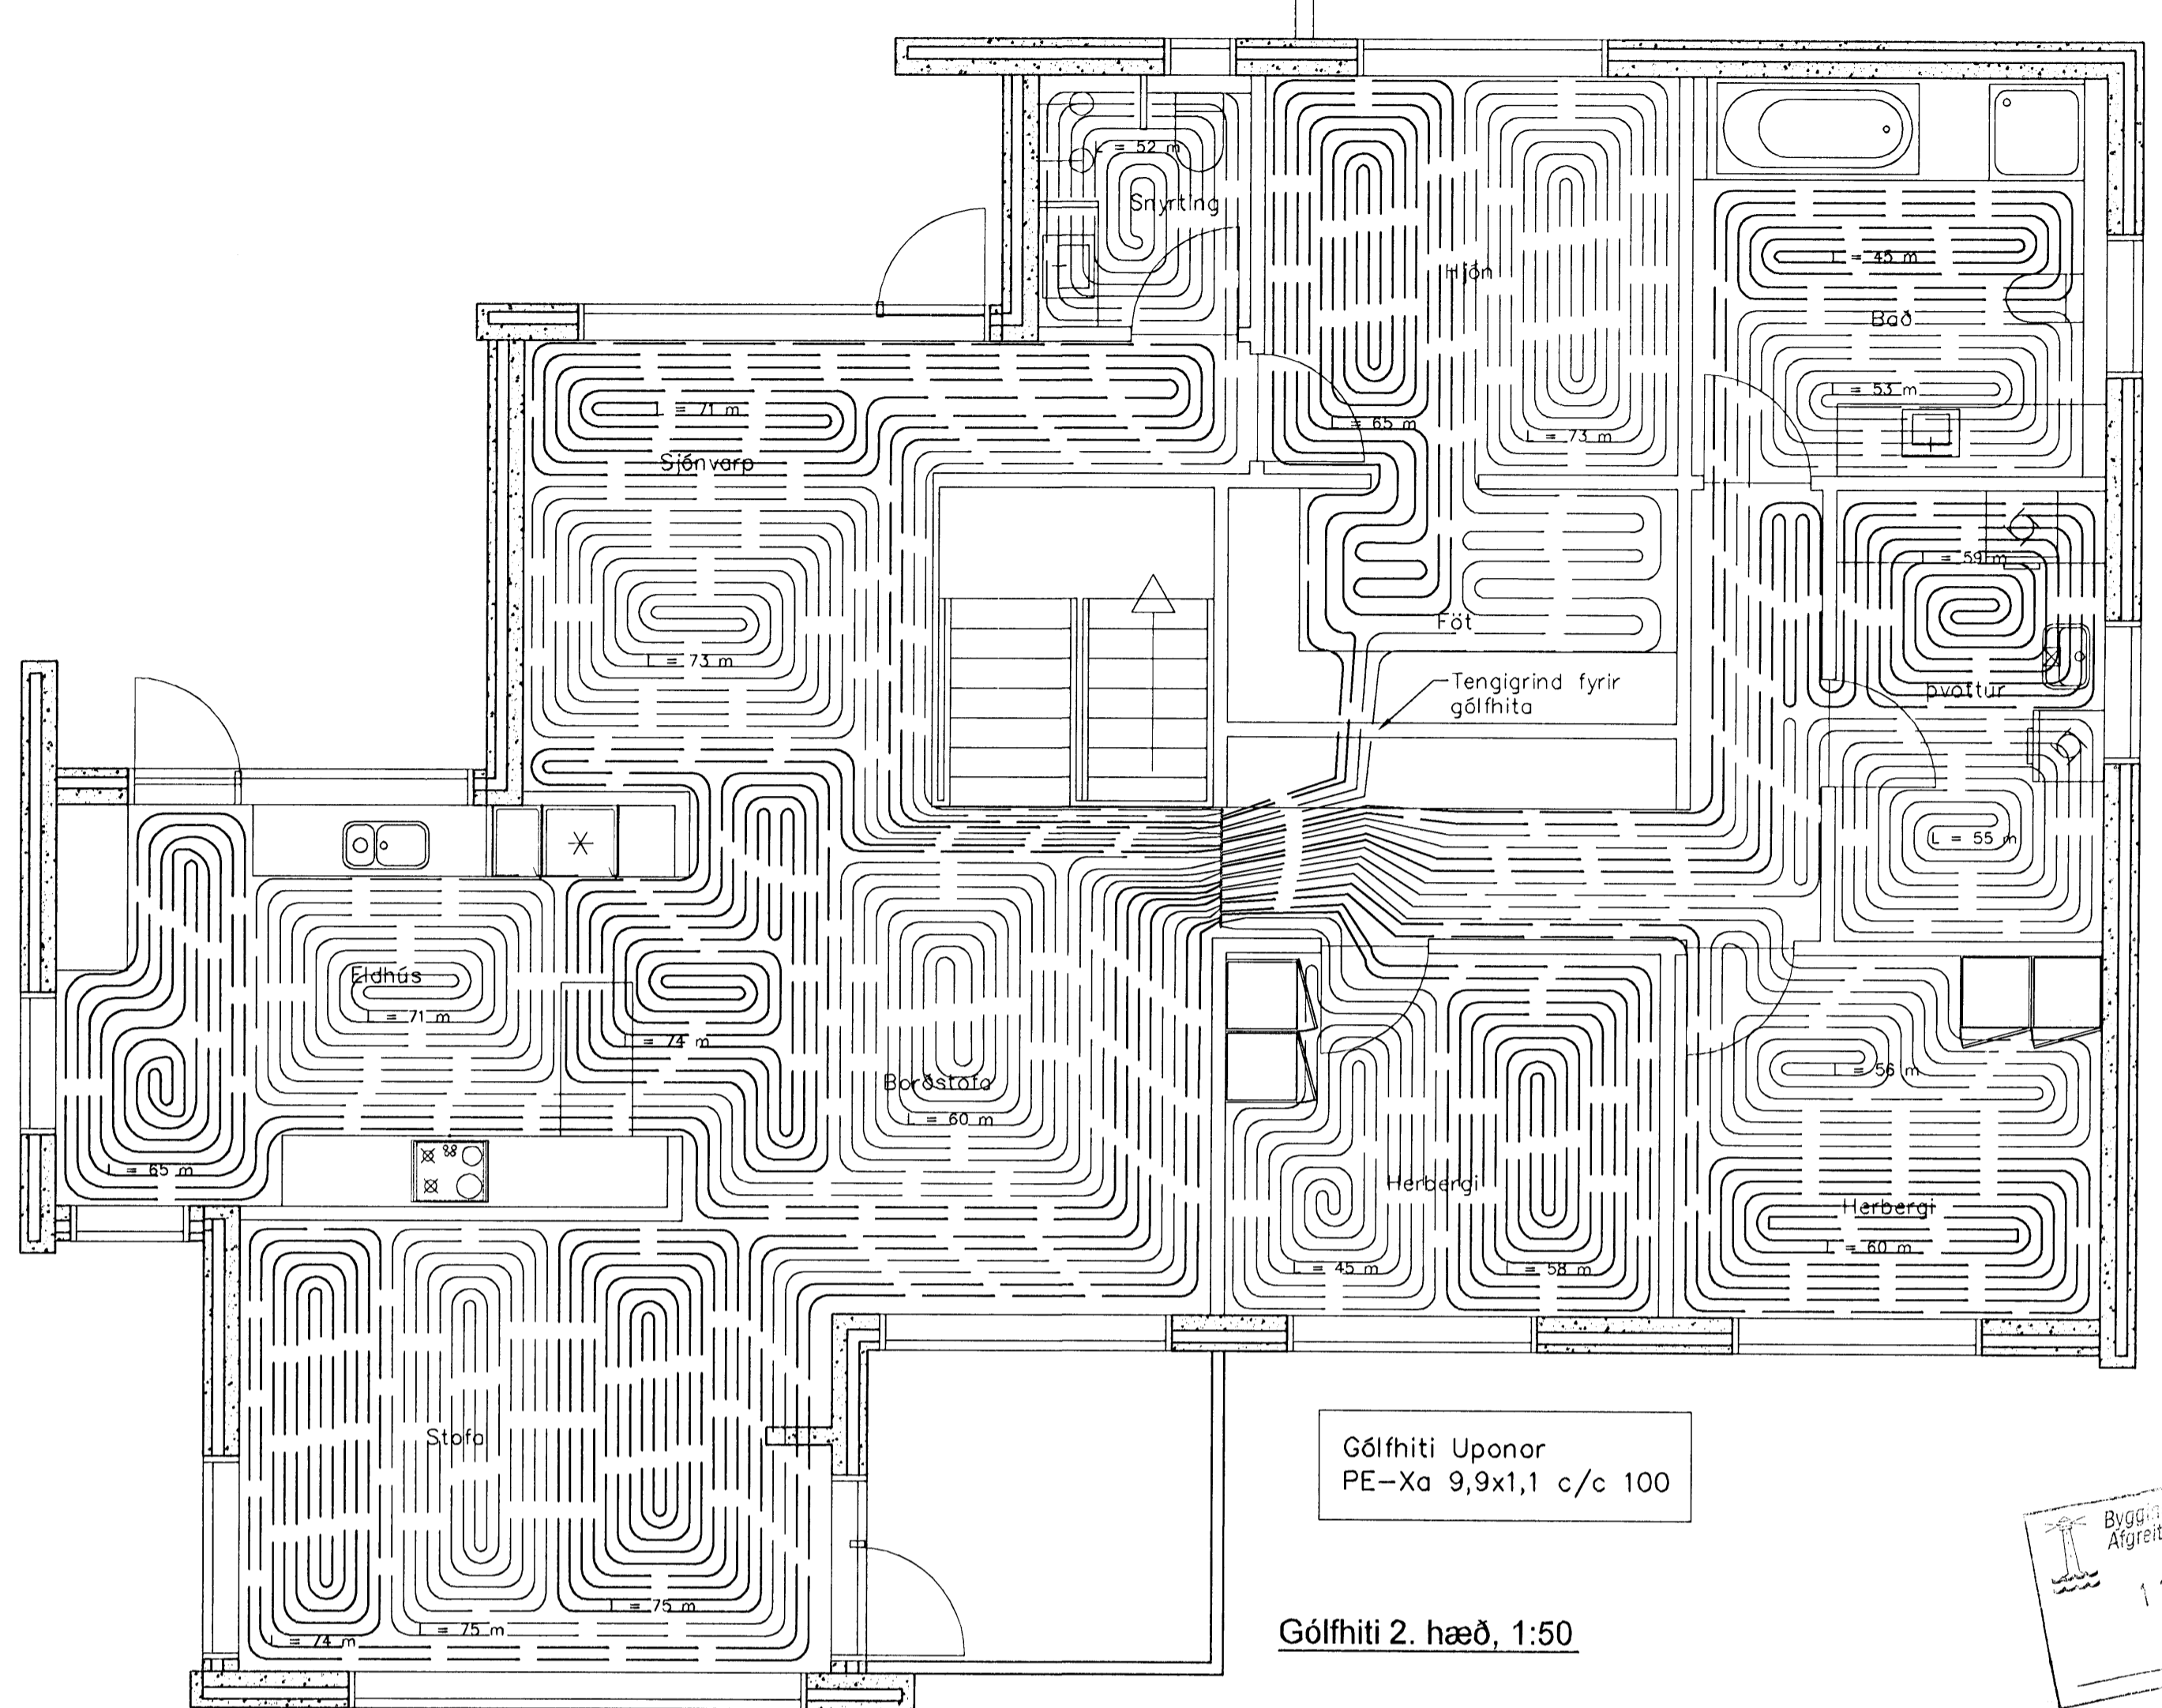 L = 52 m
Snyrting
Hjón
L = 45 m
Bað
L = 53 m
L = 71 m
L = 65 m
L = 73 m
Sjónvarp
L = 59 m
Föt
L = 73 m
Tengigrind fyrir
gólfhita
Þvottur
L = 55 m
Eldhús
L = 71 m
L = 74 m
Borðstofa
L = 60 m
L = 56 m
L = 65 m
Herbergi
Herbergi
L = 60 m
L = 45 m
L = 58 m
Stofa
Gólfhiti Uponor
PE-Xa 9,9x1,1 c/c 100
L = 75 m
L = 75 m
L = 74 m
Gólfhiti 2. hæð, 1:50